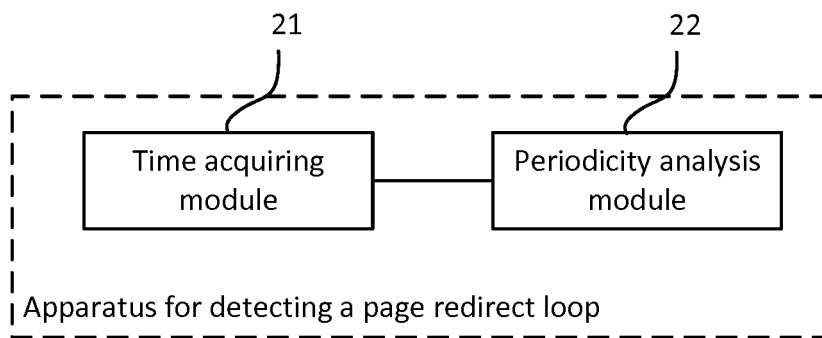 21
22
Time acquiring
module
Periodicity analysis
module
Apparatus for detecting a page redirect loop